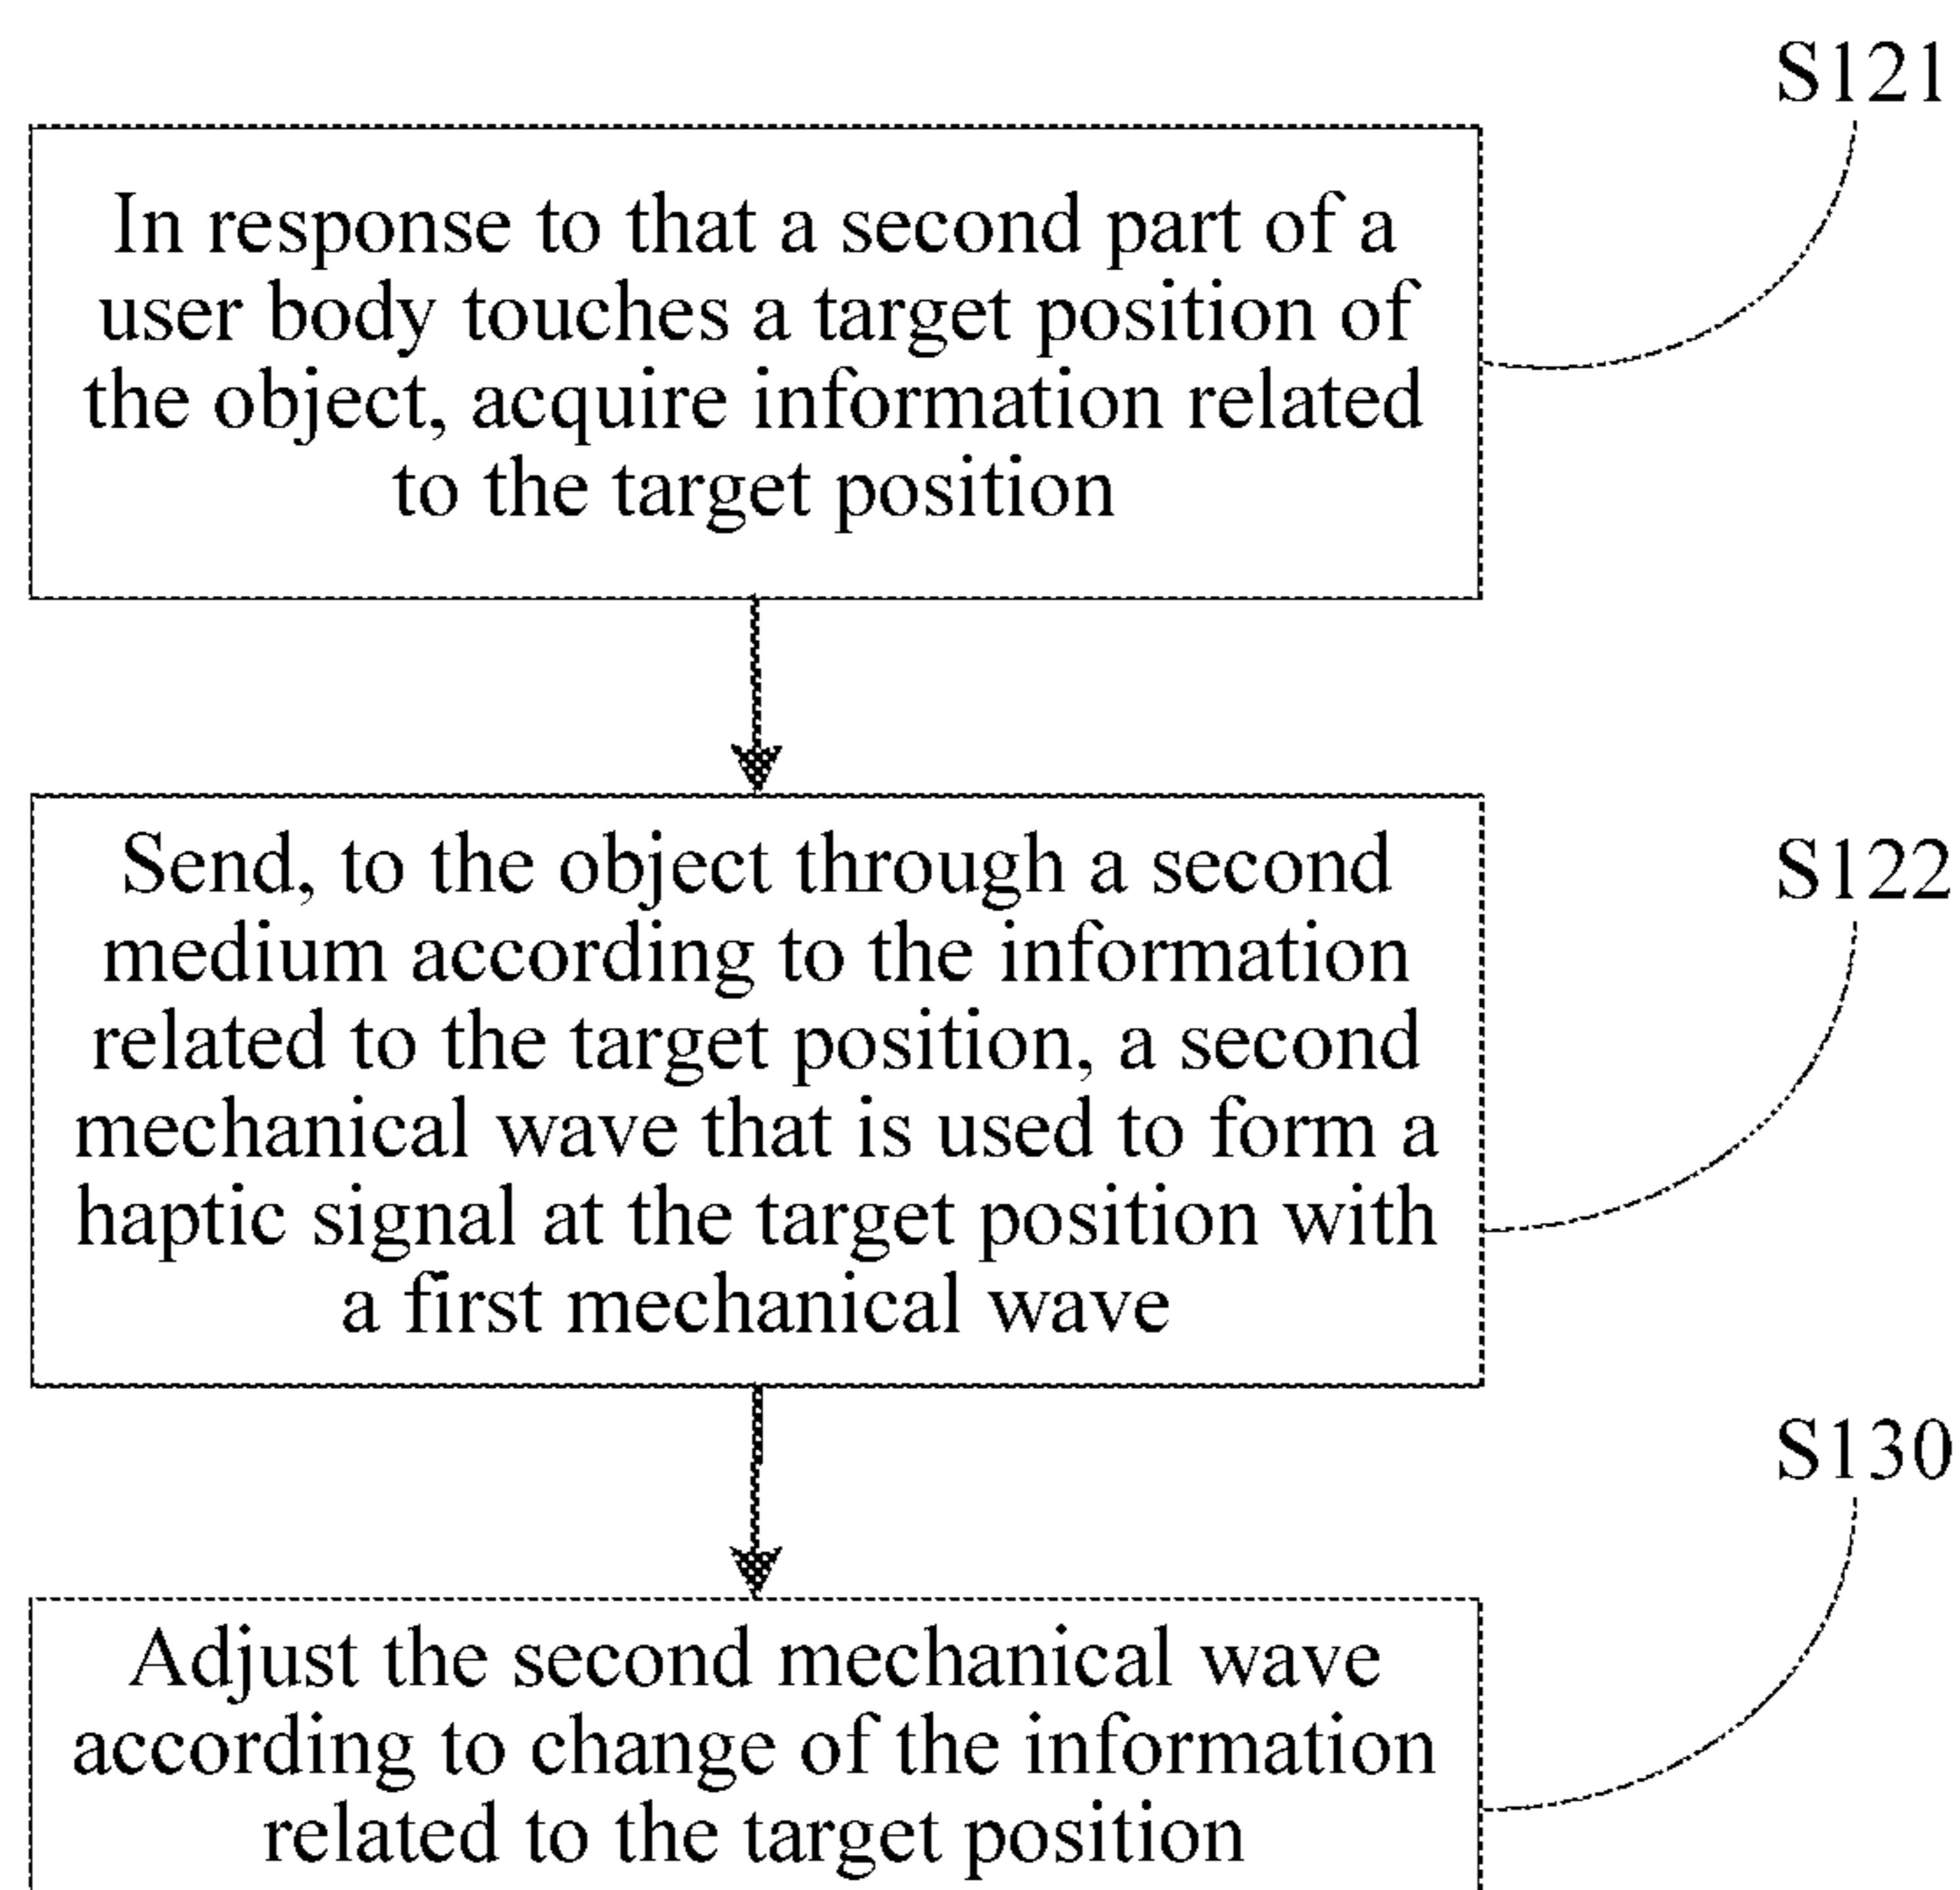 S121
In response to that a second part of a
user body touches a target position of
the object, acquire information related
to the target position
Send, to the object through a second
medium according to the information
related to the target position, a second
mechanical wave that is used to form a
haptic signal at the target position with
a first mechanical wave
S122
S130
Adjust the second mechanical wave
according to change of the information
related to the target position